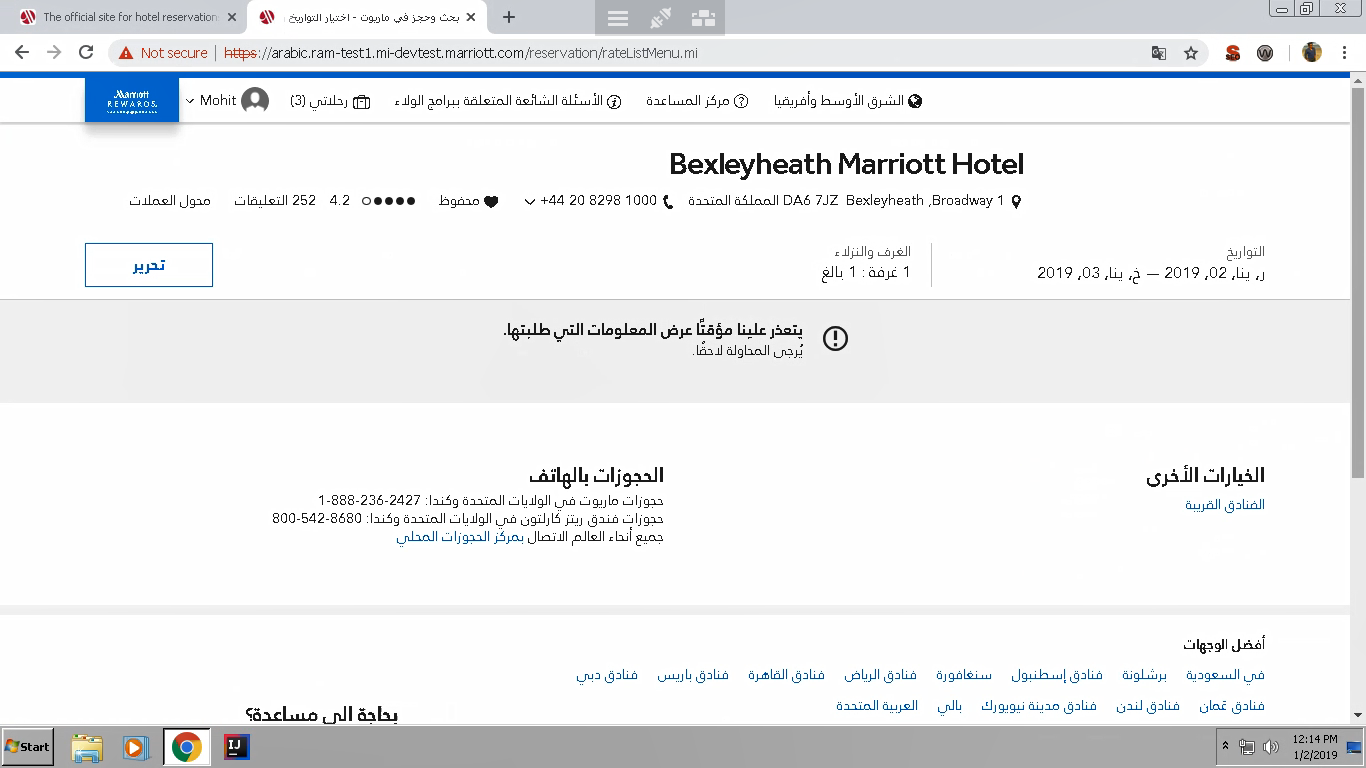 The official site for hotel reservation
بحث وحجز في ماريوت - اختيار التواريخ
Not secure | https://arabic.ram-test1.mi-devtest.marriott.com/reservation/rateListMenu.mi
الشرق الأوسط وأفريقيا مركز المساعدة الأسئلة الشائعة المتعلقة ببرامج الولاء رحلاتي (3) Mohit
Marriott
REWARDS.
Bexleyheath Marriott Hotel
1 Broadway, Bexleyheath DA6 7JZ المملكة المتحدة +44 20 8298 1000 محفوظ 4.2 252 التعليقات محول العملات
التواريخ
ر، ينا، 02، 2019 — خ، ينا، 03، 2019
الغرف والنزلاء
1 غرفة : 1 بالغ
تحرير
يتعذر علينا مؤقتًا عرض المعلومات التي طلبتها.
يُرجى المحاولة لاحقًا.
الخيارات الأخرى
الفنادق القريبة
الحجوزات بالهاتف
حجوزات ماريوت في الولايات المتحدة وكندا: 1-888-236-2427
حجوزات فندق ريتز كارلتون في الولايات المتحدة وكندا: 800-542-8680
جميع أنحاء العالم الاتصال بمركز الحجوزات المحلي
أفضل الوجهات
في السعودية برشلونة فنادق إسطنبول سنغافورة فنادق الرياض فنادق القاهرة فنادق باريس فنادق دبي
فنادق عَمان فنادق لندن فنادق مدينة نيويورك بالي العربية المتحدة
بحاجة إلى مساعدة؟
Start
IJ
12:14 PM
1/2/2019